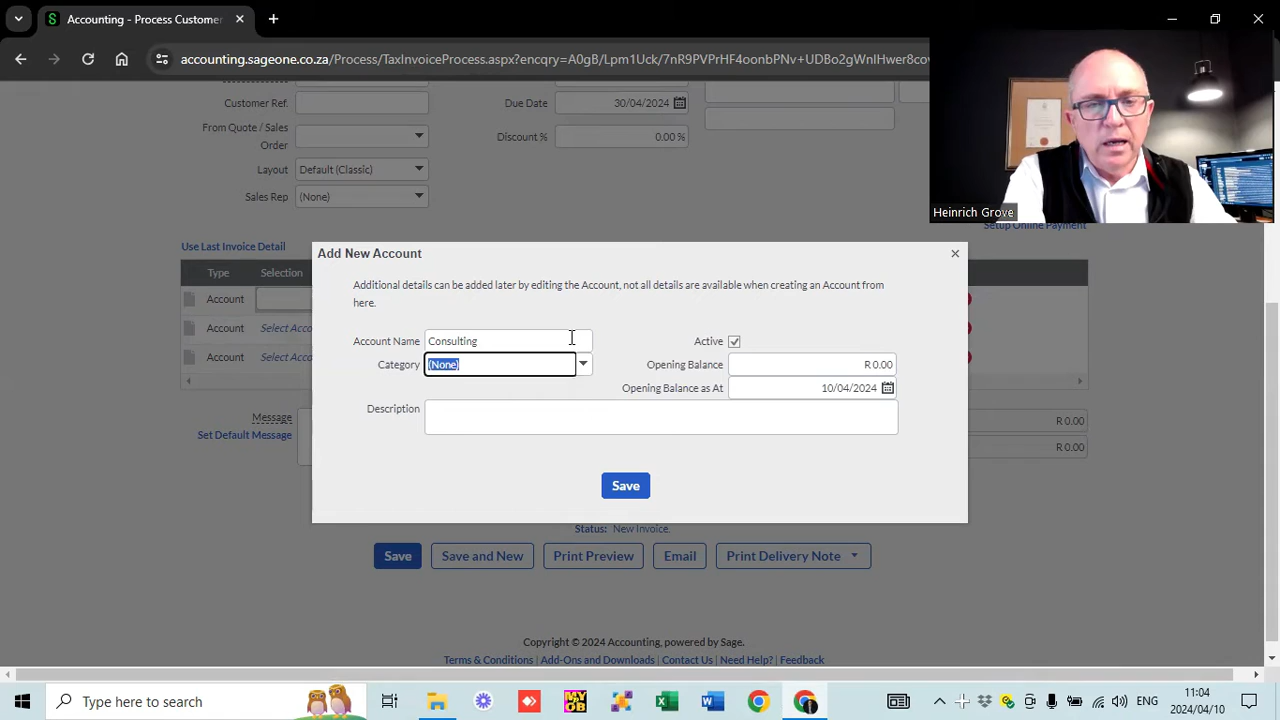 Accounting - Process Customer
accounting.sageone.co.za/Process/TaxInvoiceProcess.aspx?encqry=A0gB/Lpm1Uck/7nR9PVPrHF4oonbPNv+UDBo2gWnIHwer8co
Customer Ref.
Due Date 30/04/2024
From Quote / Sales
Order
Discount % 0.00 %
Layout Default (Classic)
Sales Rep (None)
Heinrich Grove
Setup Online Payment
Use Last Invoice Detail
Type Selection
Add New Account
Additional details can be added later by editing the Account, not all details are available when creating an Account from
here.
Account
Account Select Acco
Account Select Acco
Account Name Consulting Active
Category (None) Opening Balance R 0.00
Opening Balance as At 10/04/2024
Description
Message R 0.00
Set Default Message
R 0.00
Save
Status: New Invoice.
Save Save and New Print Preview Email Print Delivery Note
Copyright © 2024 Accounting, powered by Sage.
Terms & Conditions | Add-Ons and Downloads | Contact Us | Need Help? | Feedback
Type here to search
ENG
11:04
2024/04/10